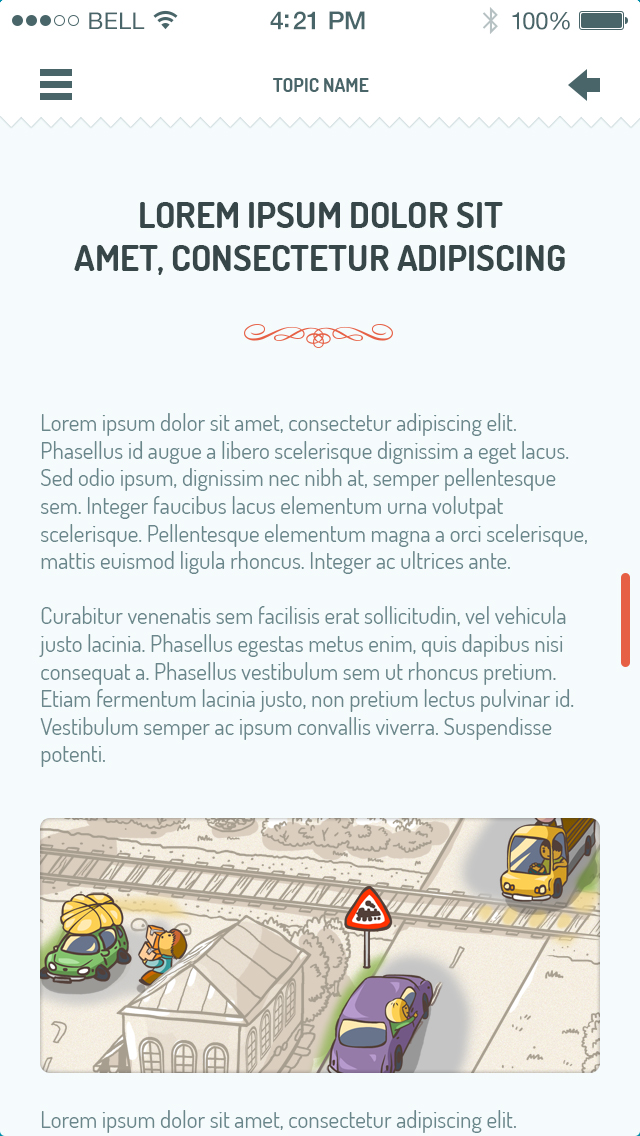 BELL 4:21 PM 100%
TOPIC NAME
LOREM IPSUM DOLOR SIT
AMET, CONSECTETUR ADIPISCING
Lorem ipsum dolor sit amet, consectetur adipiscing elit.
Phasellus id augue a libero scelerisque dignissim a eget lacus.
Sed odio ipsum, dignissim nec nibh at, semper pellentesque
sem. Integer faucibus lacus elementum urna volutpat
scelerisque. Pellentesque elementum magna a orci scelerisque,
mattis euismod ligula rhoncus. Integer ac ultrices ante.
Curabitur venenatis sem facilisis erat sollicitudin, vel vehicula
justo lacinia. Phasellus egestas metus enim, quis dapibus nisi
consequat a. Phasellus vestibulum sem ut rhoncus pretium.
Etiam fermentum lacinia justo, non pretium lectus pulvinar id.
Vestibulum semper ac ipsum convallis viverra. Suspendisse
potenti.
Lorem ipsum dolor sit amet, consectetur adipiscing elit.